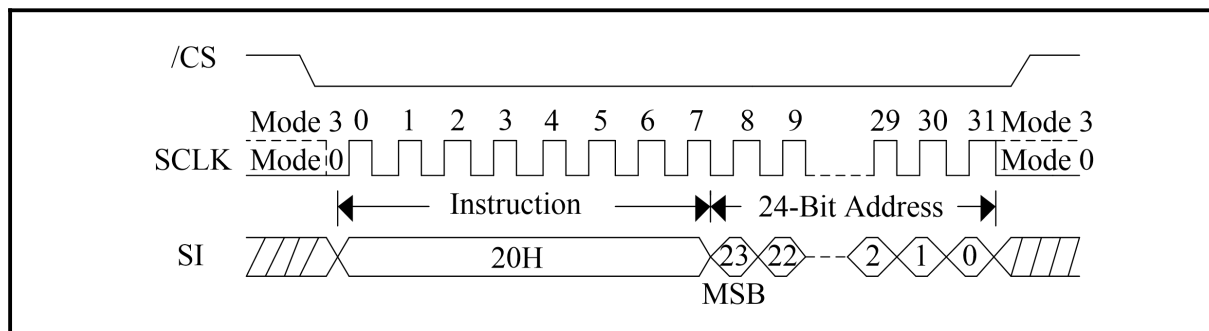 /CS
Mode 3 0 1 2 3 4 5 6 7 8 9 29 30 31 Mode 3
SCLK Mode 0 Mode 0
Instruction 24-Bit Address
SI 20H 23 22 2 1 0
MSB